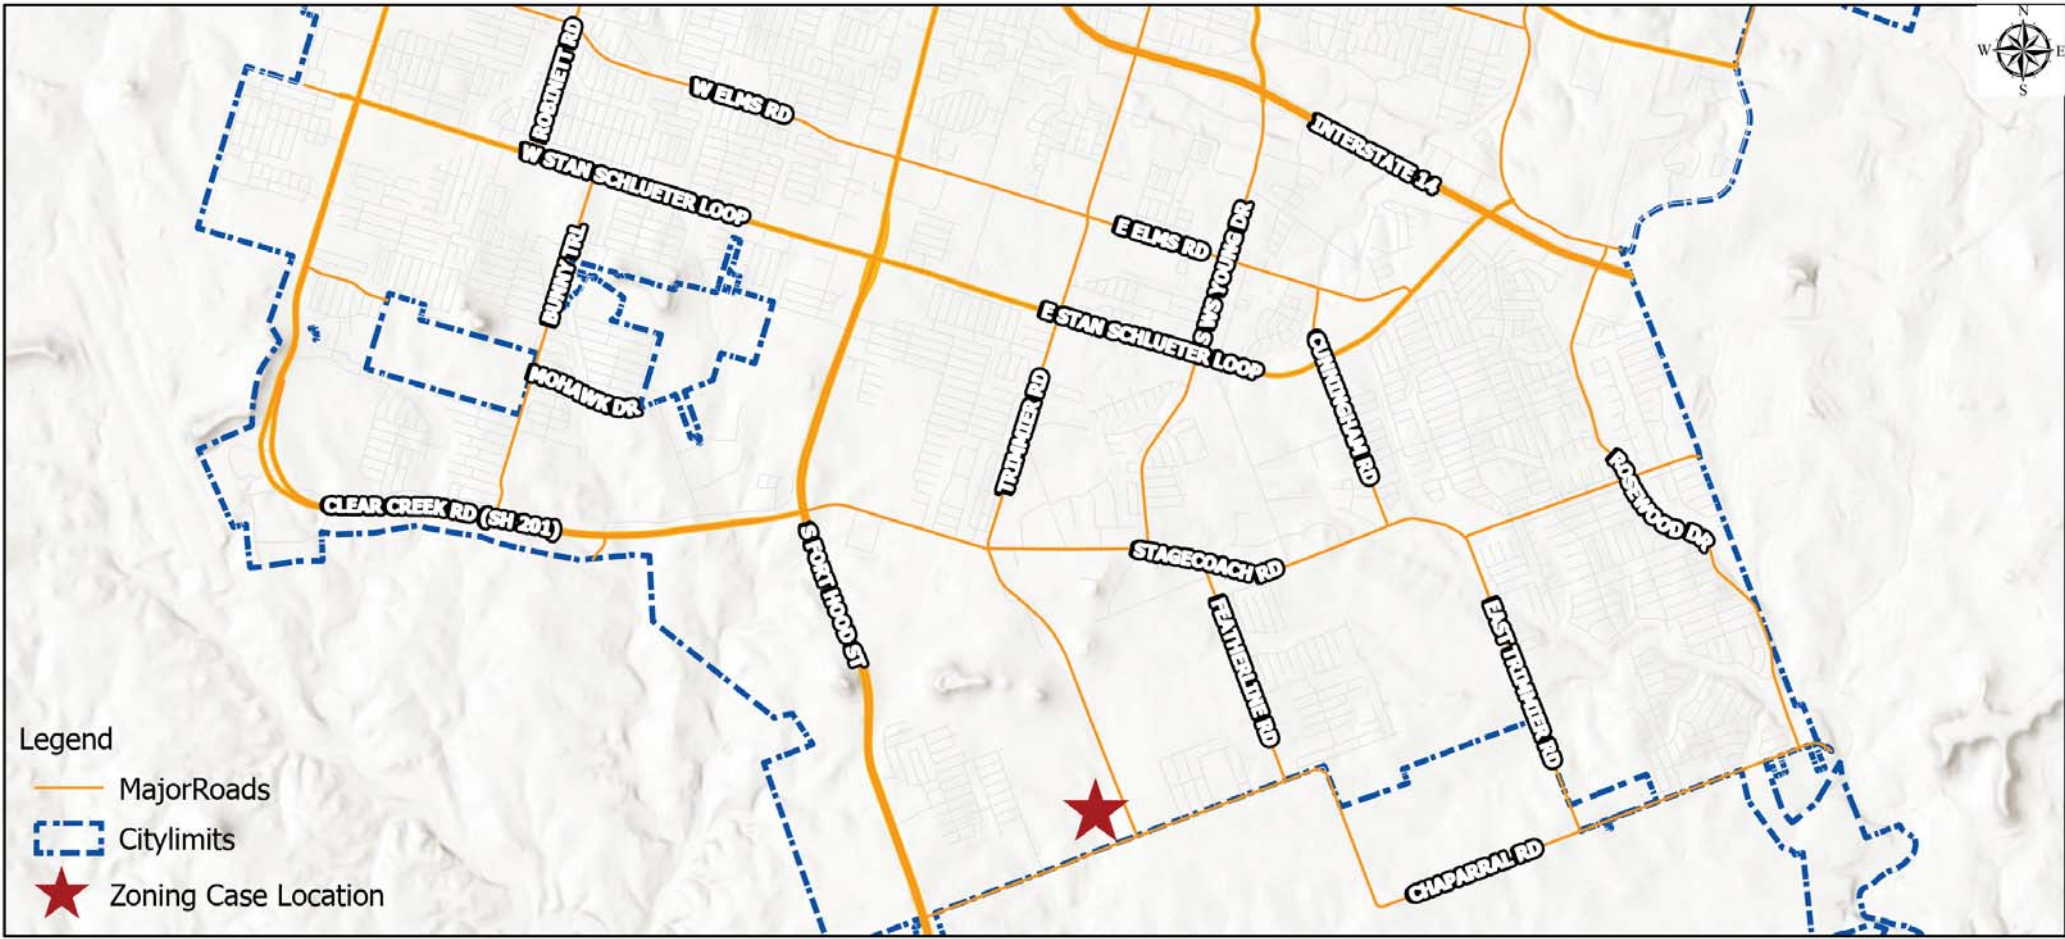 N
W E
S
ROBINETT RD
W ELMS RD
W STAN SCHLUETER LOOP
INTERSTATE 14
BUNNY TRL
E ELMS RD
S WS YOUNG DR
E STAN SCHLUETER LOOP
MOHAWK DR
TRIMMIER RD
CUNNINGHAM RD
ROSEWOOD DR
CLEAR CREEK RD (SH 201)
S FORT HOOD ST
STAGECOACH RD
FEATHERLINE RD
EAST TRIMMIER RD
CHAPARRAL RD
Legend
MajorRoads
Citylimits
Zoning Case Location